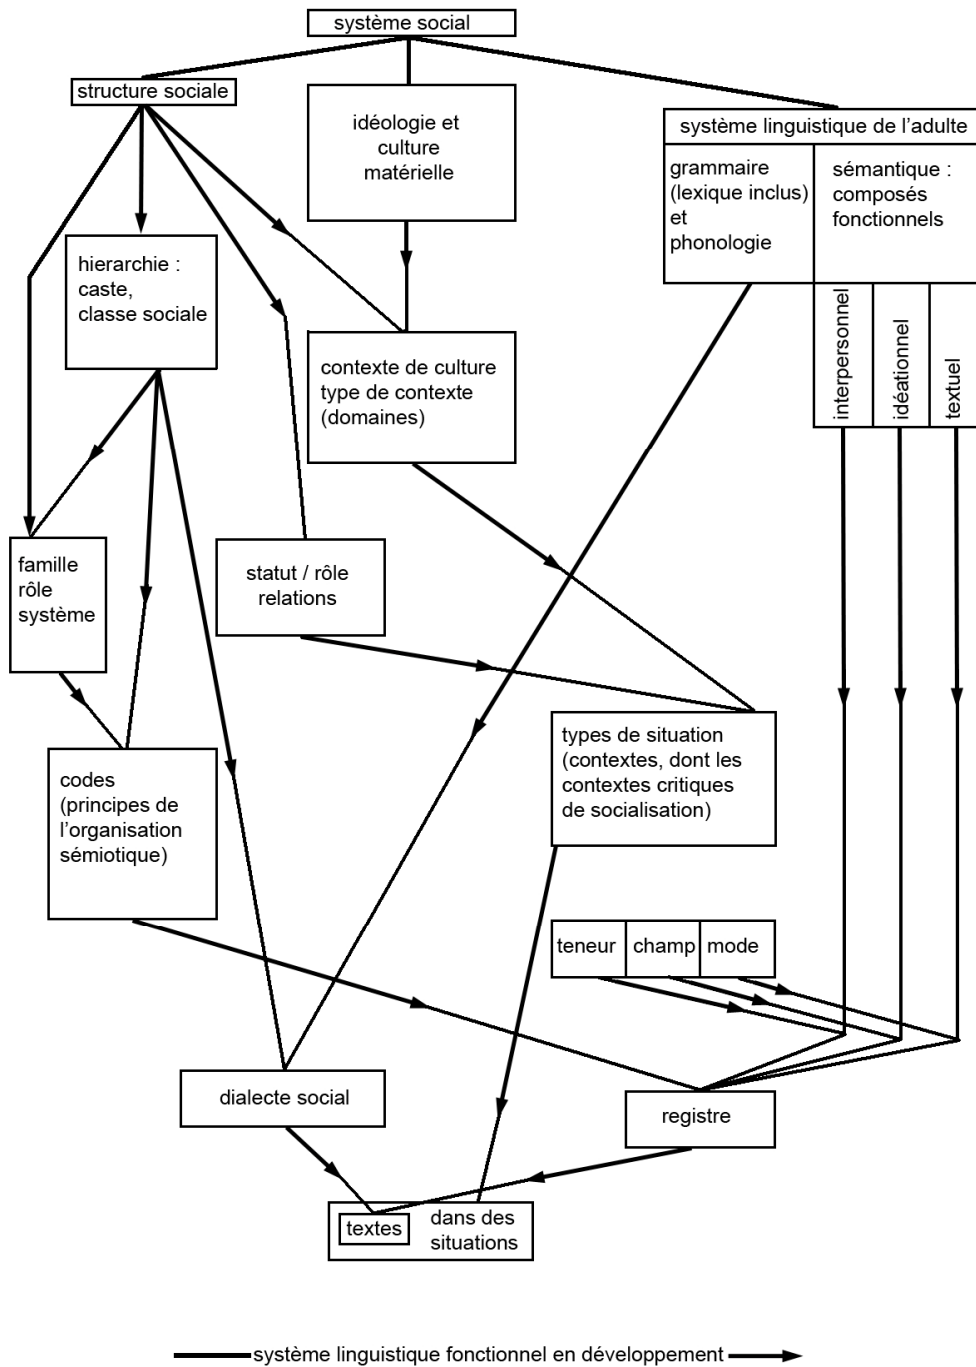 système social
structure sociale
idéologie et
culture
matérielle
système linguistique de l'adulte
grammaire
(lexique inclus)
et
phonologie
sémantique :
composés
fonctionnels
hierarchie :
caste,
classe sociale
interpersonnel
idéationnel
textuel
contexte de culture
type de contexte
(domaines)
famille
rôle
système
statut / rôle
relations
types de situation
(contextes, dont les
contextes critiques
de socialisation)
codes
(principes de
l'organisation
sémiotique)
teneur
champ
mode
dialecte social
registre
textes
dans des
situations
système linguistique fonctionnel en développement